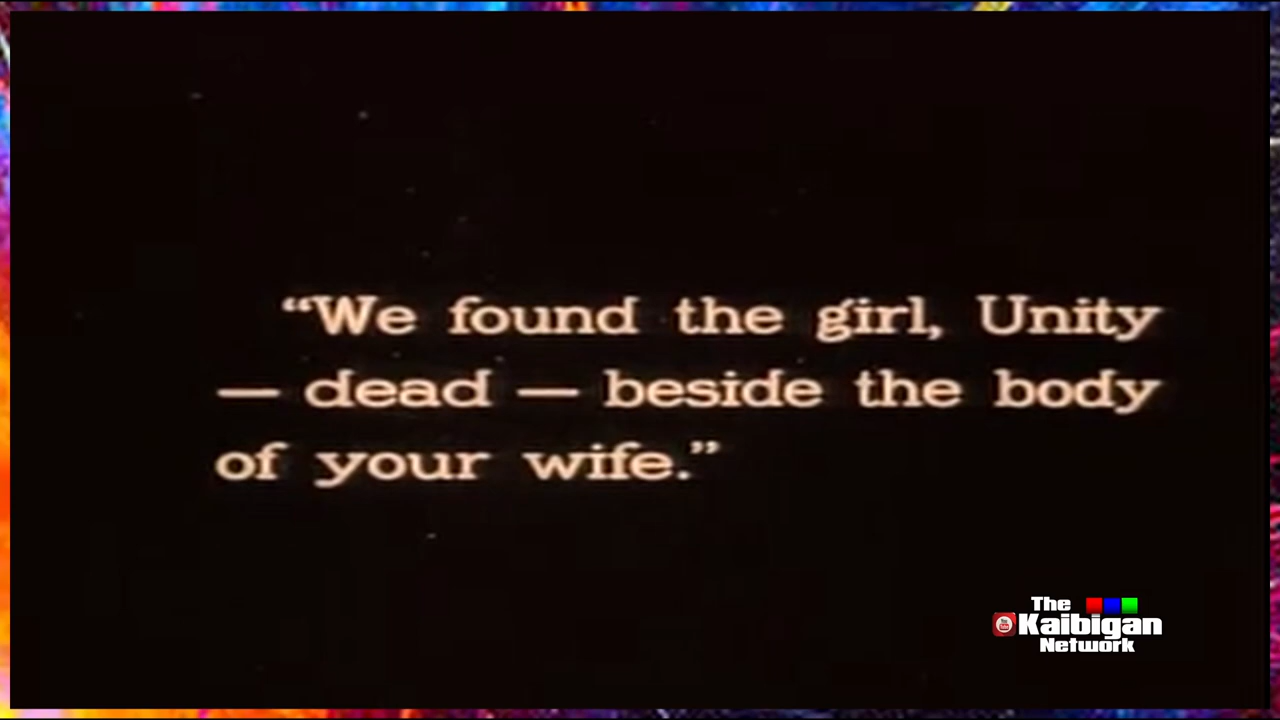 “We found the girl, Unity
— dead — beside the body
of your wife.”
The
Kaibigan
Network